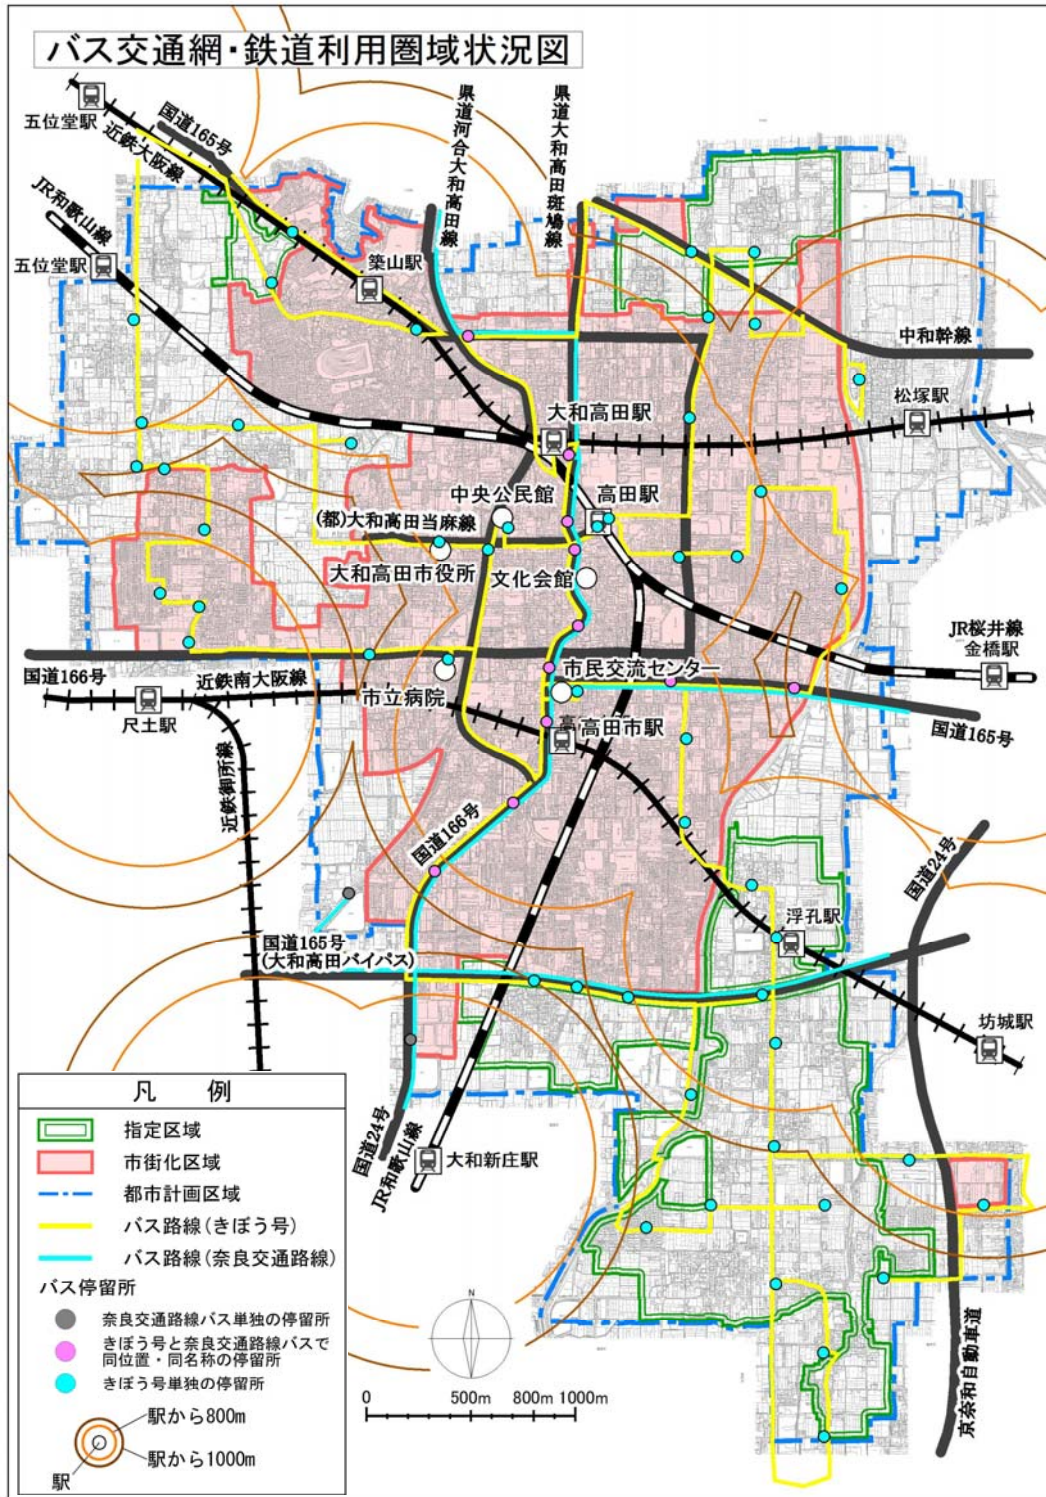 バス交通網・鉄道利用圏域状況図
五位堂駅
国道165号
近鉄大阪線
県道河合大和高田線
県道大和高田斑鳩線
JR和歌山線
五位堂駅
築山駅
中和幹線
松塚駅
大和高田駅
中央公民館
高田駅
(都)大和高田当麻線
大和高田市役所
文化会館
JR桜井線
金橋駅
国道166号
近鉄南大阪線
市民交流センター
市立病院
尺土駅
高田市駅
国道165号
近鉄御所線
国道166号
国道24号
浮孔駅
国道165号
(大和高田バイパス)
坊城駅
国道24号
JR和歌山線
大和新庄駅
京奈和自動車道
凡 例
指定区域
市街化区域
都市計画区域
バス路線(きぼう号)
バス路線(奈良交通路線)
バス停留所
奈良交通路線バス単独の停留所
きぼう号と奈良交通路線バスで
同位置・同名称の停留所
きぼう号単独の停留所
駅から800m
駅から1000m
駅
N
0 500m 800m 1000m